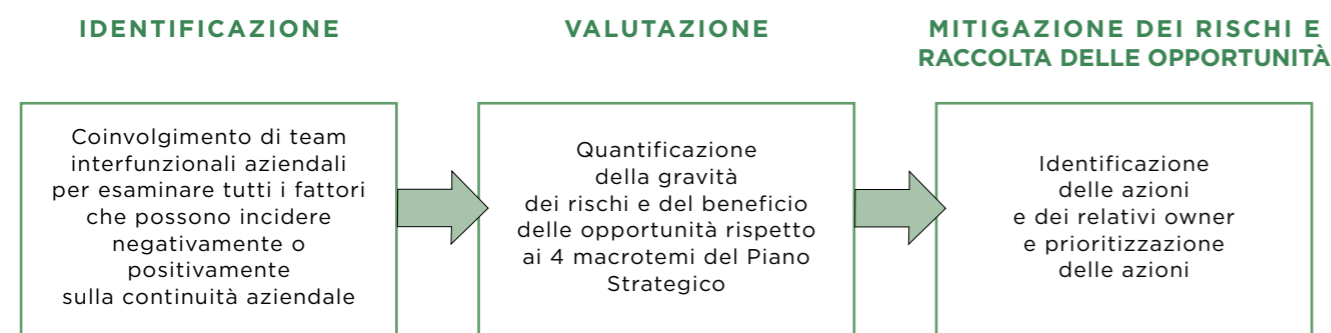 IDENTIFICAZIONE
Coinvolgimento di team
interfunzionali aziendali
per esaminare tutti i fattori
che possono incidere
negativamente o
positivamente
sulla continuità aziendale
VALUTAZIONE
Quantificazione
della gravità
dei rischi e del beneficio
delle opportunità rispetto
ai 4 macrotemi del Piano
Strategico
MITIGAZIONE DEI RISCHI E
RACCOLTA DELLE OPPORTUNITÀ
Identificazione
delle azioni
e dei relativi owner
e prioritizzazione
delle azioni